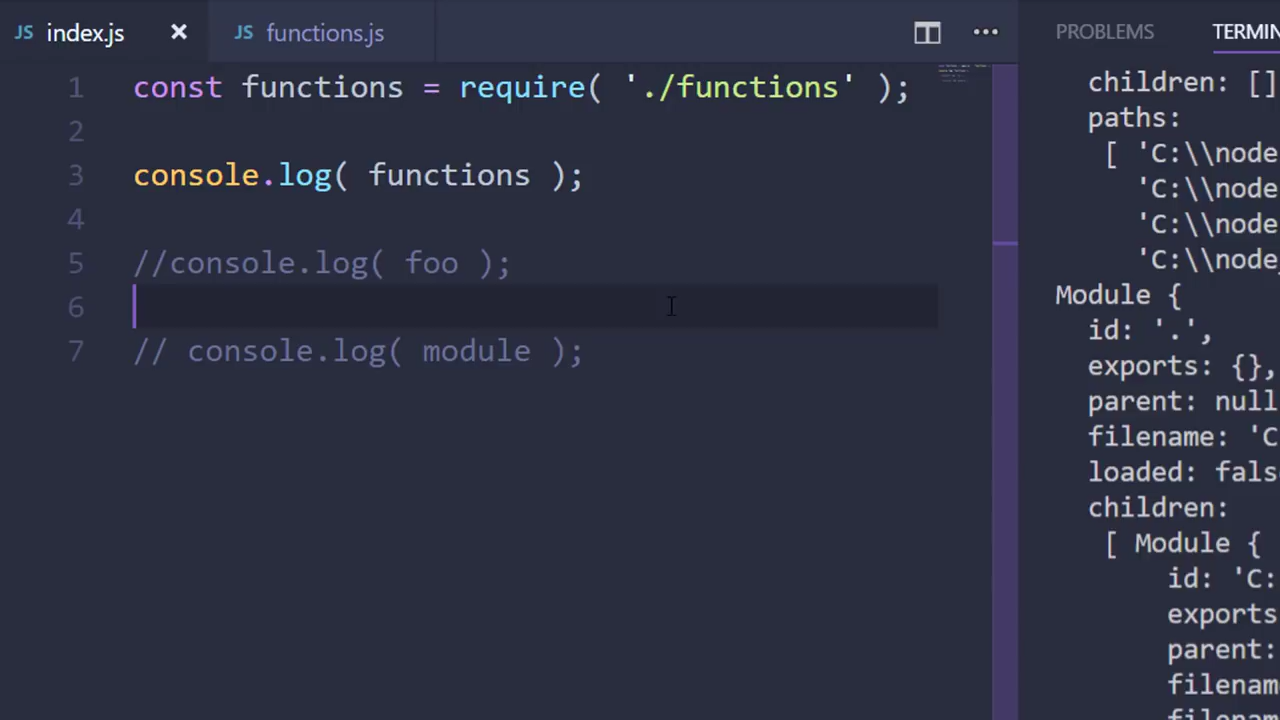 JS index.js × JS functions.js
1 const functions = require( './functions' );
2
3 console.log( functions );
4
5 //console.log( foo );
6
7 // console.log( module );
PROBLEMS TERMIN
children: []
paths:
[ 'C:\\node
'C:\\node
'C:\\node
'C:\\node
Module {
id: '.',
exports: {},
parent: null
filename: 'C
loaded: fals
children:
[ Module {
id: 'C:
exports
parent:
filenam